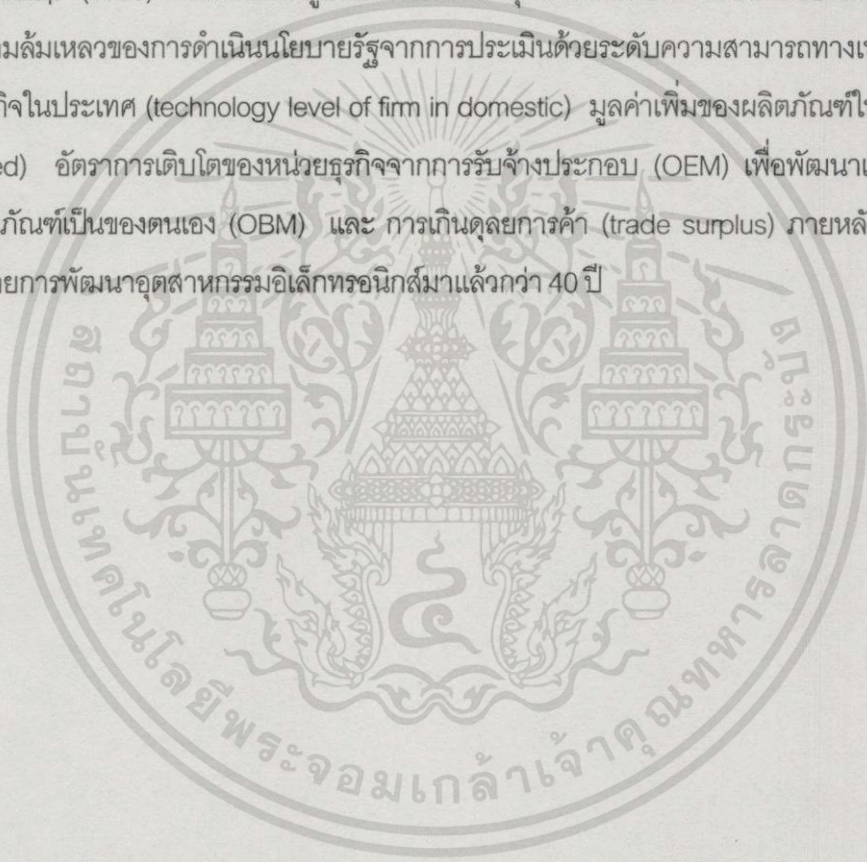 มล้มเหลวของการดำเนินนโยบายรัฐจากการประเมินด้วยระดับความสามารถทางเ
กิจในประเทศ (technology level of firm in domestic) มูลค่าเพิ่มของผลิตภัณฑ์ใ
ed) อัตราการเติบโตของหน่วยธุรกิจจากการรับจ้างประกอบ (OEM) เพื่อพัฒนาเ
ภัณฑ์เป็นของตนเอง (OBM) และ การเกินดุลยการค้า (trade surplus) ภายหลั
ายการพัฒนาอุตสาหกรรมอิเล็กทรอนิกส์มาแล้วกว่า 40 ปี
สถาบันเทคโนโลยีพระจอมเกล้าเจ้าคุณทหารลาดกระบัง